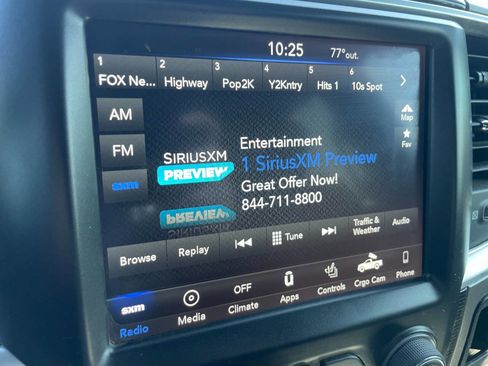 10:25 77°out.
1 2 3 4 5 6
FOX Ne... Highway Pop2K Y2Kntry Hits 1 10s Spot
AM
Map
FM
Fav
sxm
SIRIUSXM
PREVIEW
Entertainment
1 SiriusXM Preview
Great Offer Now!
844-711-8800
Browse Replay Tune Traffic & Weather Audio
sxm OFF
Radio Media Climate Apps Controls Crgo Cam Phone